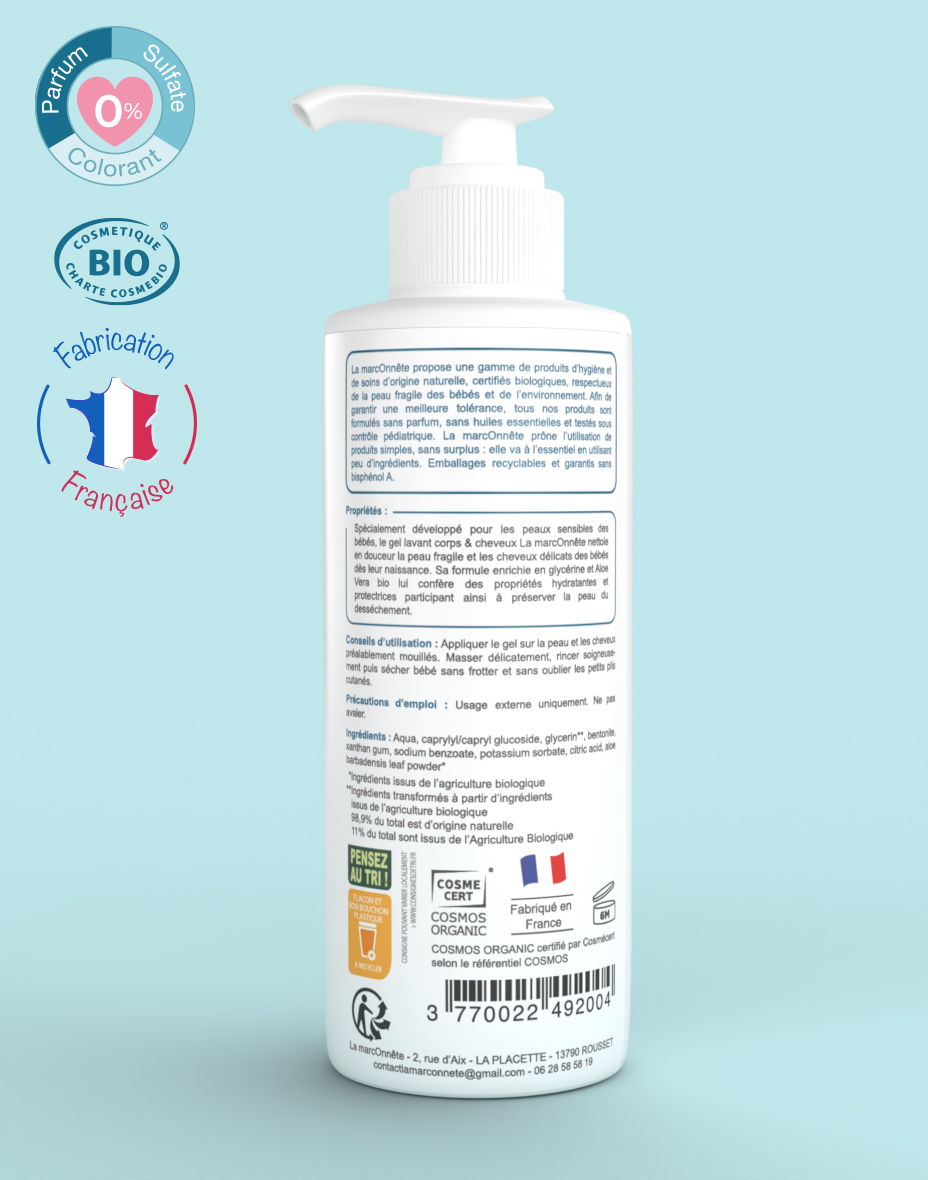 Parfum
Sulfate
0%
Colorant
COSMETIQUE
®
BIO
CHARTE COSMEBIO
Fabrication
Française
La marcOnnête propose une gamme de produits d'hygiène et
de soins d'origine naturelle, certifiés biologiques, respectueux
de la peau fragile des bébés et de l'environnement. Afin de
garantir une meilleure tolérance, tous nos produits sont
formulés sans parfum, sans huiles essentielles et testés sous
contrôle pédiatrique. La marcOnnête prône l'utilisation de
produits simples, sans surplus : elle va à l'essentiel en utilisant
peu d'ingrédients. Emballages recyclables et garantis sans
bisphénol A.
Propriétés :
Spécialement développé pour les peaux sensibles des
bébés, le gel lavant corps & cheveux La marcOnnête nettoie
en douceur la peau fragile et les cheveux délicats des bébés
dès leur naissance. Sa formule enrichie en glycérine et Aloe
Vera bio lui confère des propriétés hydratantes et
protectrices participant ainsi à préserver la peau du
desséchement.
Conseils d'utilisation : Appliquer le gel sur la peau et les cheveux
préalablement mouillés. Masser délicatement, rincer soigneuse-
ment puis sécher bébé sans frotter et sans oublier les petits plis
cutanés.
Précautions d'emploi : Usage externe uniquement. Ne pas
avaler.
Ingrédients : Aqua, caprylyl/capryl glucoside, glycerin**, bentonite,
xanthan gum, sodium benzoate, potassium sorbate, citric acid, aloe
barbadensis leaf powder*
*Ingrédients issus de l'agriculture biologique
**Ingrédients transformés à partir d'ingrédients
issus de l'agriculture biologique
98,9% du total est d'origine naturelle
11% du total sont issus de l'Agriculture Biologique
PENSEZ
AU TRI !
FLACON ET
SON BOUCHON
PLASTIQUE
À RECYCLER
CONSIGNE POUVANT VARIER LOCALEMENT
> WWW.CONSIGNESDETRI.FR
COSME
CERT
COSMOS
ORGANIC
Fabriqué en
France
6M
COSMOS ORGANIC certifié par Cosmécert
selon le référentiel COSMOS
3 770022 492004
La marcOnnête - 2, rue d'Aix - LA PLACETTE - 13790 ROUSSET
contactlamarconnete@gmail.com - 06 28 58 58 19